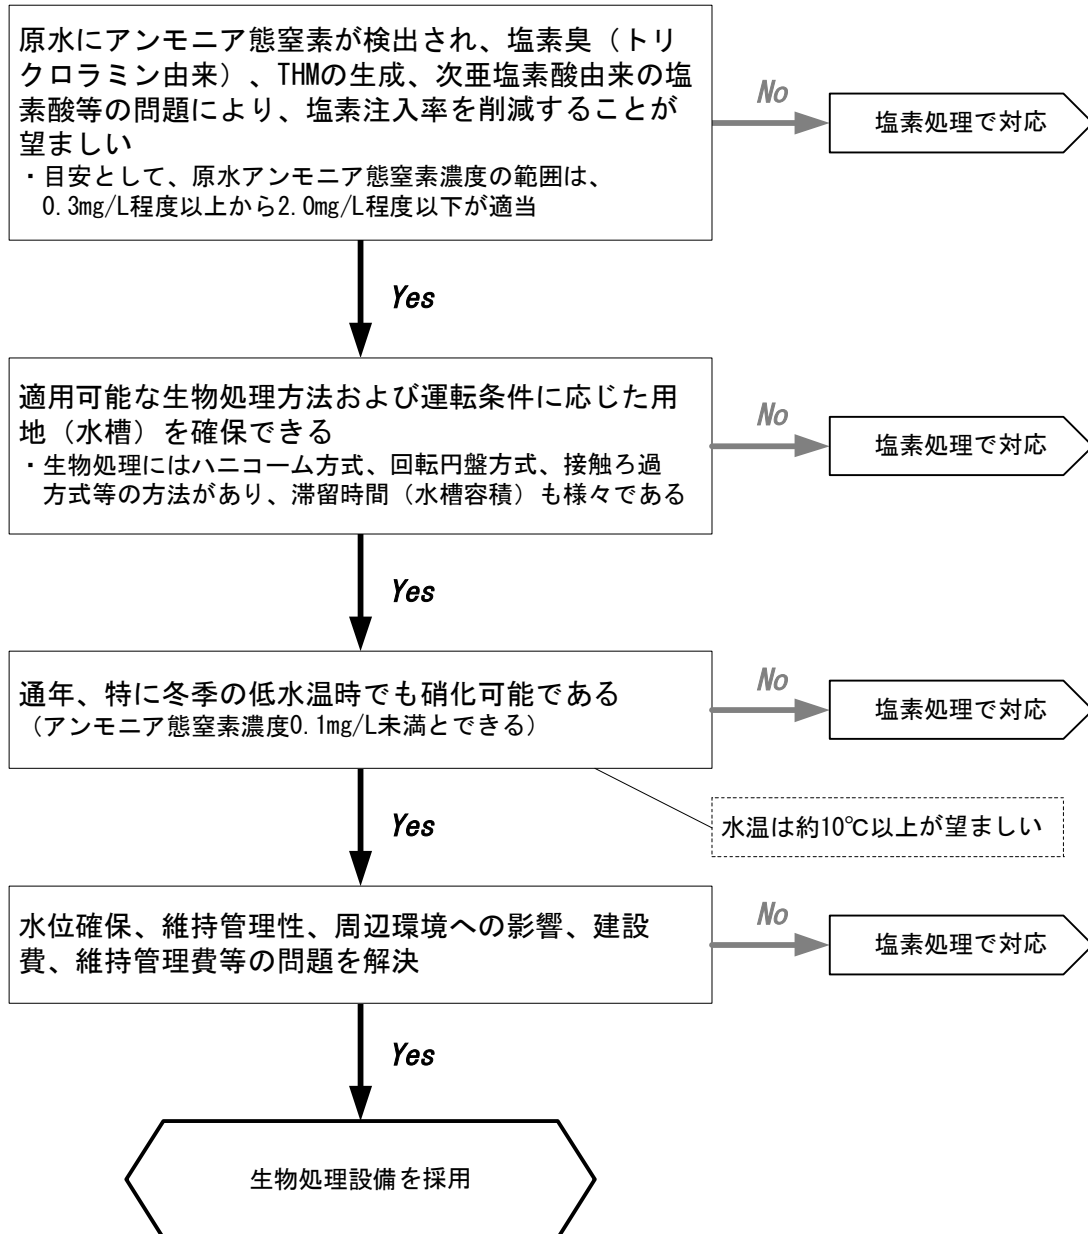 原水にアンモニア態窒素が検出され、塩素臭（トリ
クロラミン由来）、THMの生成、次亜塩素酸由来の塩
素酸等の問題により、塩素注入率を削減することが
望ましい
・目安として、原水アンモニア態窒素濃度の範囲は、
0.3mg/L程度以上から2.0mg/L程度以下が適当
No
塩素処理で対応
Yes
適用可能な生物処理方法および運転条件に応じた用
地（水槽）を確保できる
・生物処理にはハニコーム方式、回転円盤方式、接触ろ過
方式等の方法があり、滞留時間（水槽容積）も様々である
No
塩素処理で対応
Yes
通年、特に冬季の低水温時でも硝化可能である
（アンモニア態窒素濃度0.1mg/L未満とできる）
No
塩素処理で対応
水温は約10℃以上が望ましい
Yes
水位確保、維持管理性、周辺環境への影響、建設
費、維持管理費等の問題を解決
No
塩素処理で対応
Yes
生物処理設備を採用